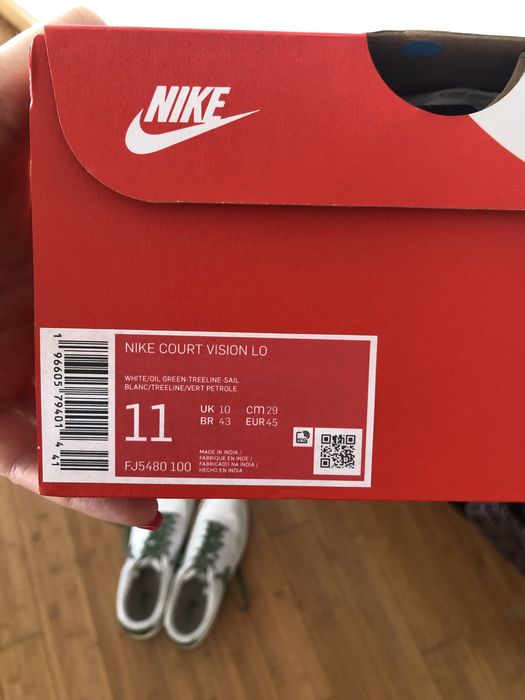 NIKE
NIKE COURT VISION LO
WHITE/OIL GREEN-TREELINE-SAIL
BLANC/TREELINE/VERT PETROLE
11
UK 10 cm 29
BR 43 EUR 45
FJ5480 100
MADE IN INDIA /
FABRIQUE EN INDE /
FABRICADO NA ÍNDIA /
HECHO EN INDIA
1 96605 79401 4 41